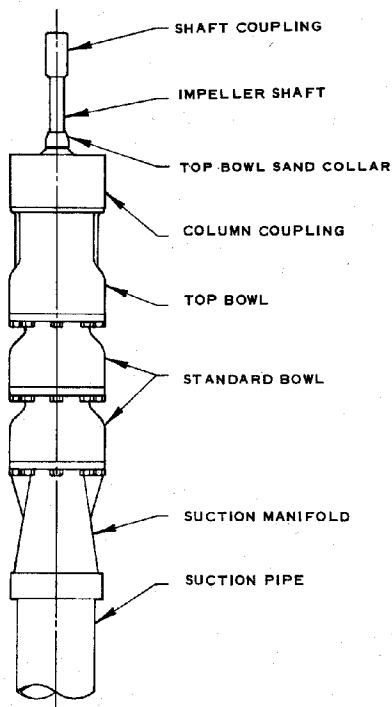 SHAFT COUPLING
IMPELLER SHAFT
TOP BOWL SAND COLLAR
COLUMN COUPLING
TOP BOWL
STANDARD BOWL
SUCTION MANIFOLD
SUCTION PIPE